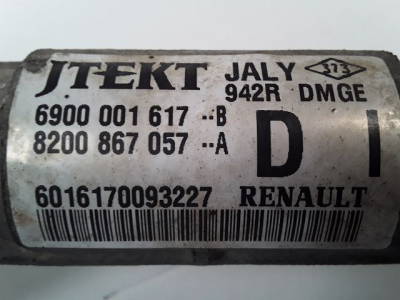 JTEKT JALY 373
942R DMGE
6900 001 617 --B
8200 867 057 --A
D I
6016170093227 RENAULT